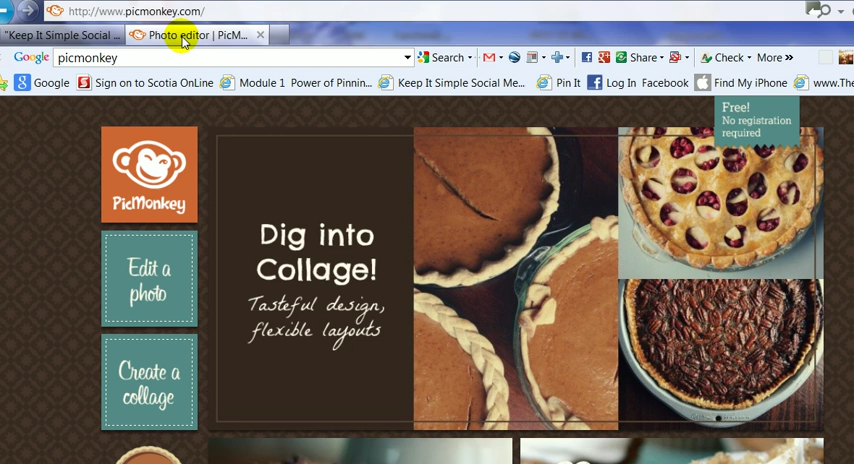 http://www.picmonkey.com/
"Keep It Simple Social ...
Photo editor | PicM...
Google
picmonkey
Search
Share
Check
More »
Google
Sign on to Scotia OnLine
Module 1 Power of Pinnin...
Keep It Simple Social Me...
Pin It
Log In Facebook
Find My iPhone
www.The
Free!
No registration
required
PicMonkey
Dig into
Collage!
Tasteful design,
flexible layouts
Edit a
photo
Create a
collage